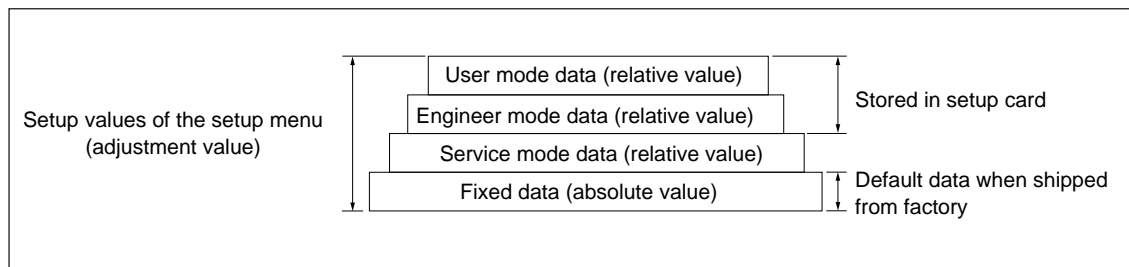 Setup values of the setup menu
(adjustment value)
User mode data (relative value)
Engineer mode data (relative value)
Service mode data (relative value)
Fixed data (absolute value)
Stored in setup card
Default data when shipped
from factory